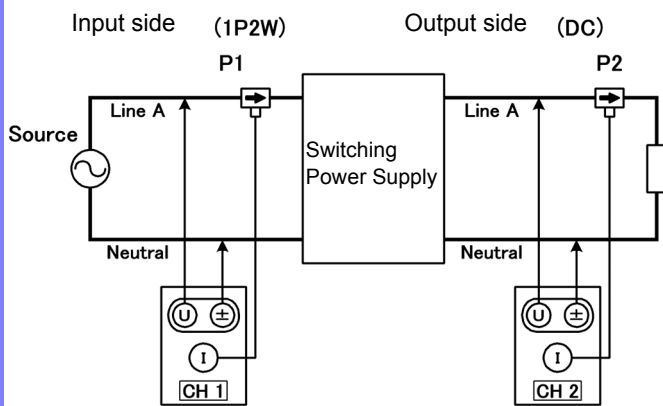 Input side (1P2W)
Output side (DC)
P1
P2
Line A
Line A
Source
Switching
Power Supply
Neutral
Neutral
U ±
U ±
I
I
CH 1
CH 2